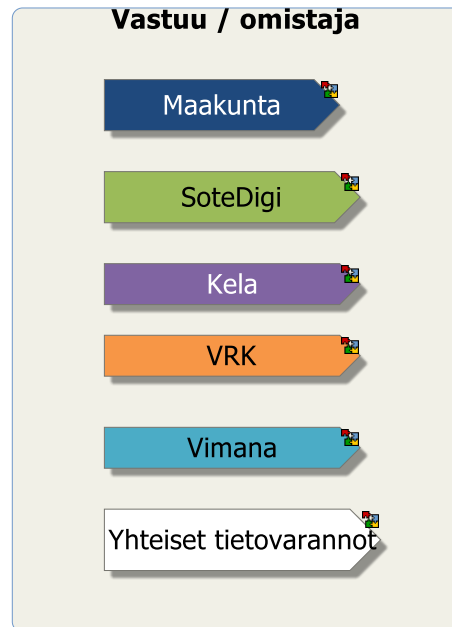 Vastuu / omistaja
Maakunta
SoteDigi
Kela
VRK
Vimana
Yhteiset tietovarannot